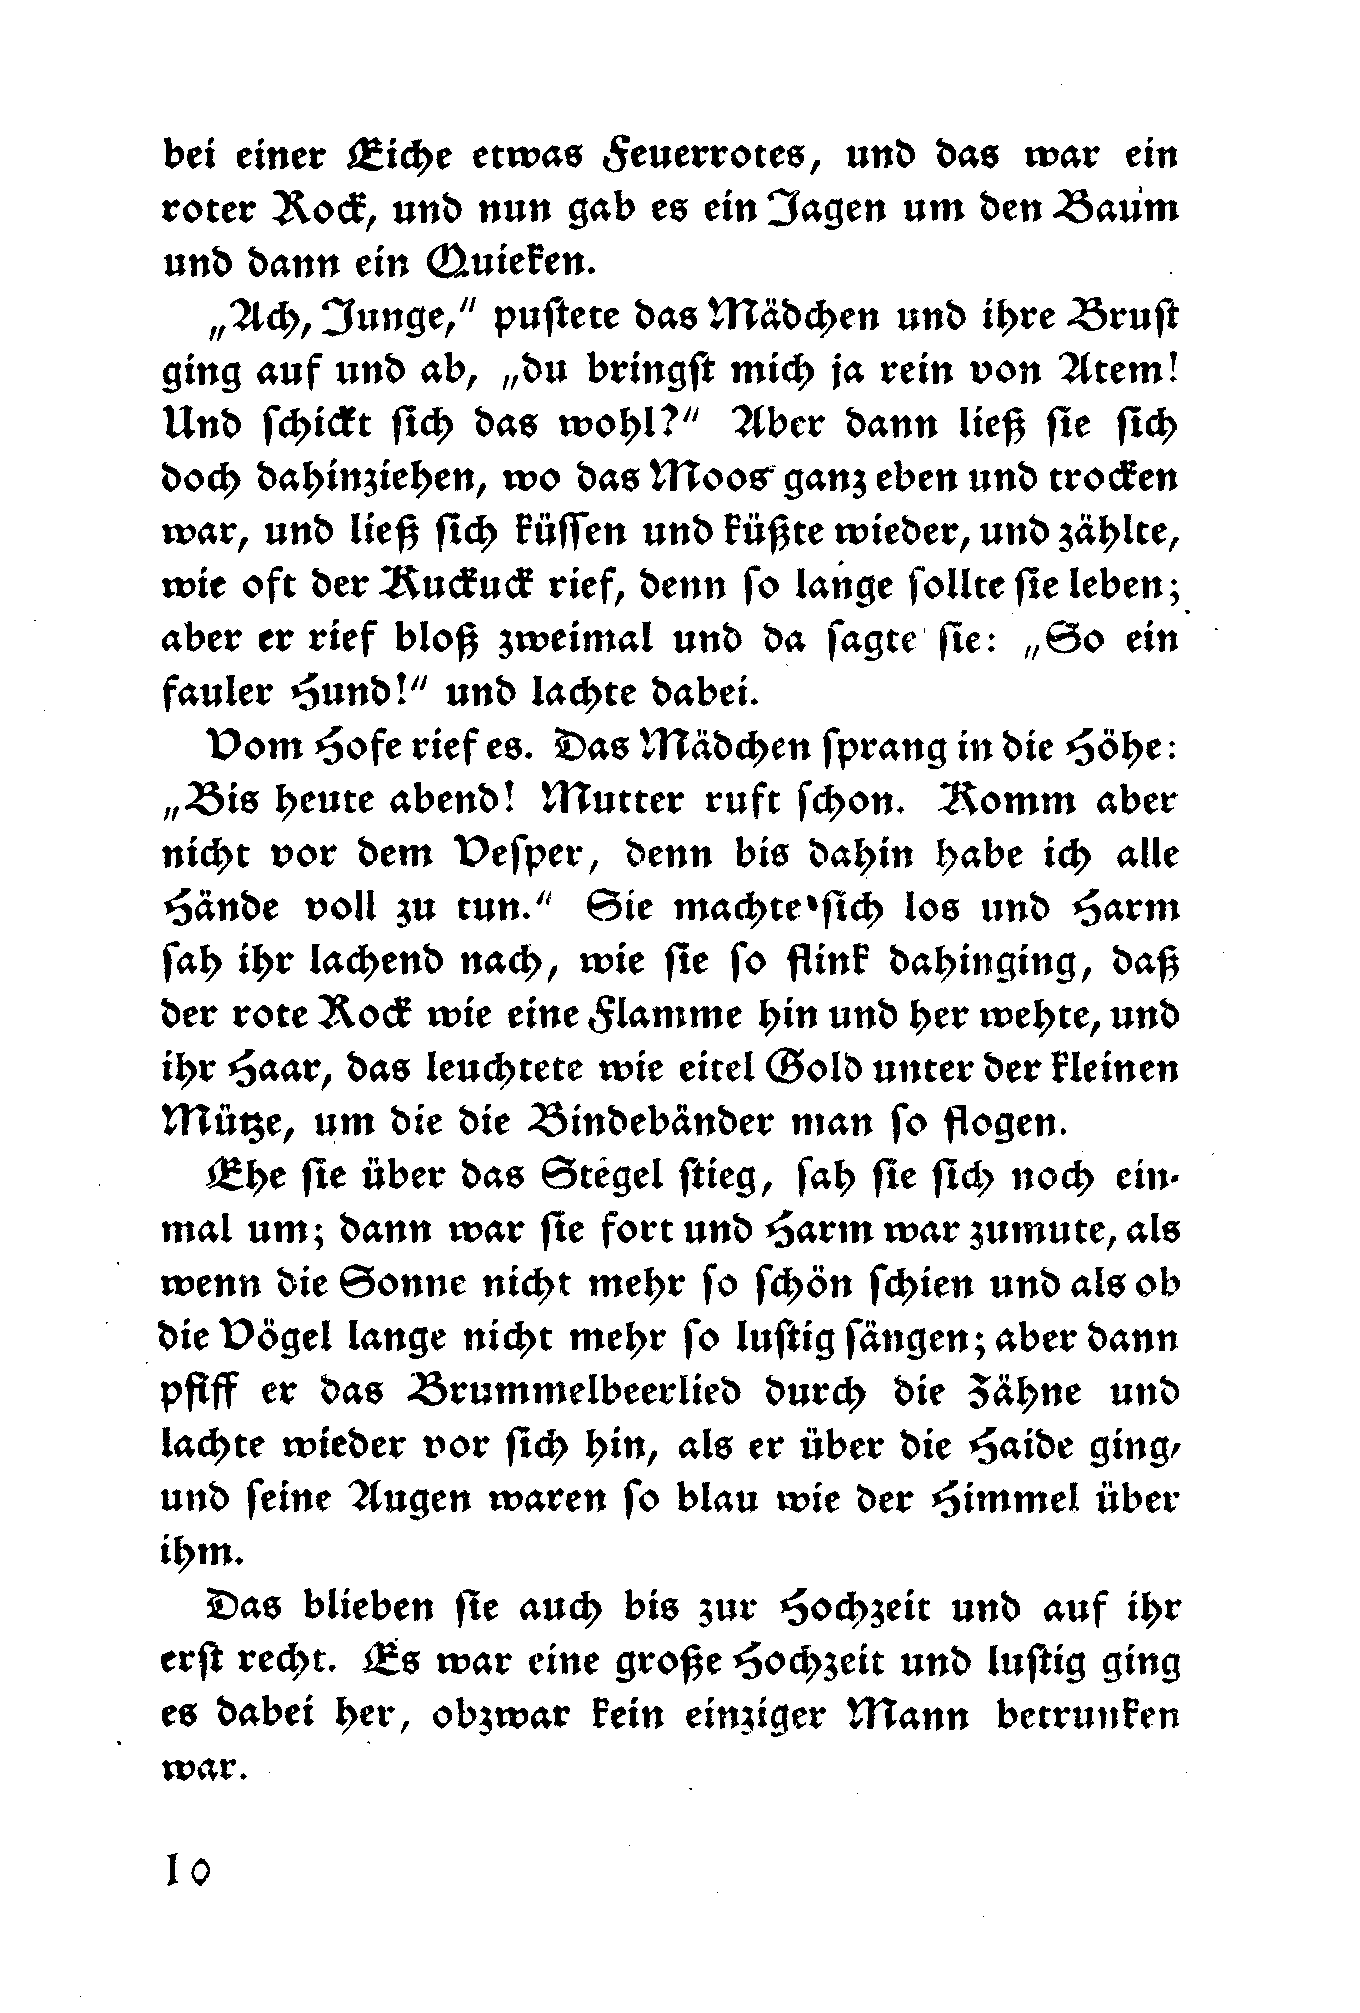 bei einer Eiche etwas Feuerrotes, und das war ein
roter Rock, und nun gab es ein Jagen um den Baum
und dann ein Quieken.
„Ach, Junge,“ pustete das Mädchen und ihre Brust
ging auf und ab, „du bringst mich ja rein von Atem!
Und schickt sich das wohl?“ Aber dann ließ sie sich
doch dahinziehen, wo das Moos ganz eben und trocken
war, und ließ sich küssen und küßte wieder, und zählte,
wie oft der Kuckuck rief, denn so lange sollte sie leben;
aber er rief bloß zweimal und da sagte sie: „So ein
fauler Hund!“ und lachte dabei.
Vom Hofe rief es. Das Mädchen sprang in die Höhe:
„Bis heute abend! Mutter ruft schon. Komm aber
nicht vor dem Vesper, denn bis dahin habe ich alle
Hände voll zu tun.“ Sie machte sich los und Harm
sah ihr lachend nach, wie sie so flink dahinging, daß
der rote Rock wie eine Flamme hin und her wehte, und
ihr Haar, das leuchtete wie eitel Gold unter der kleinen
Mütze, um die die Bindebänder man so flogen.
Ehe sie über das Stegel stieg, sah sie sich noch ein-
mal um; dann war sie fort und Harm war zumute, als
wenn die Sonne nicht mehr so schön schien und als ob
die Vögel lange nicht mehr so lustig sängen; aber dann
pfiff er das Brummelbeerlied durch die Zähne und
lachte wieder vor sich hin, als er über die Haide ging,
und seine Augen waren so blau wie der Himmel über
ihm.
Das blieben sie auch bis zur Hochzeit und auf ihr
erst recht. Es war eine große Hochzeit und lustig ging
es dabei her, obzwar kein einziger Mann betrunken
war.
10